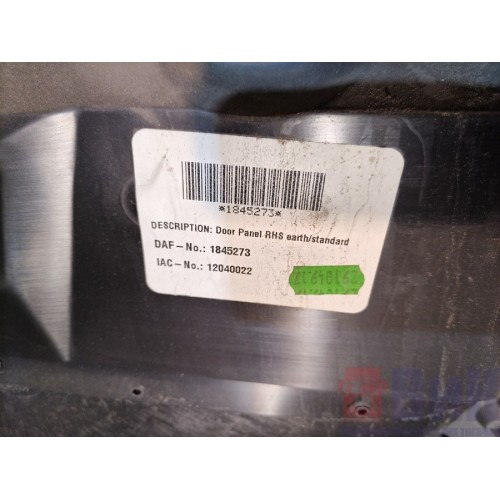 *1845273*
DESCRIPTION: Door Panel RHS earth/standard
DAF-No.: 1845273
IAC-No.: 12040022